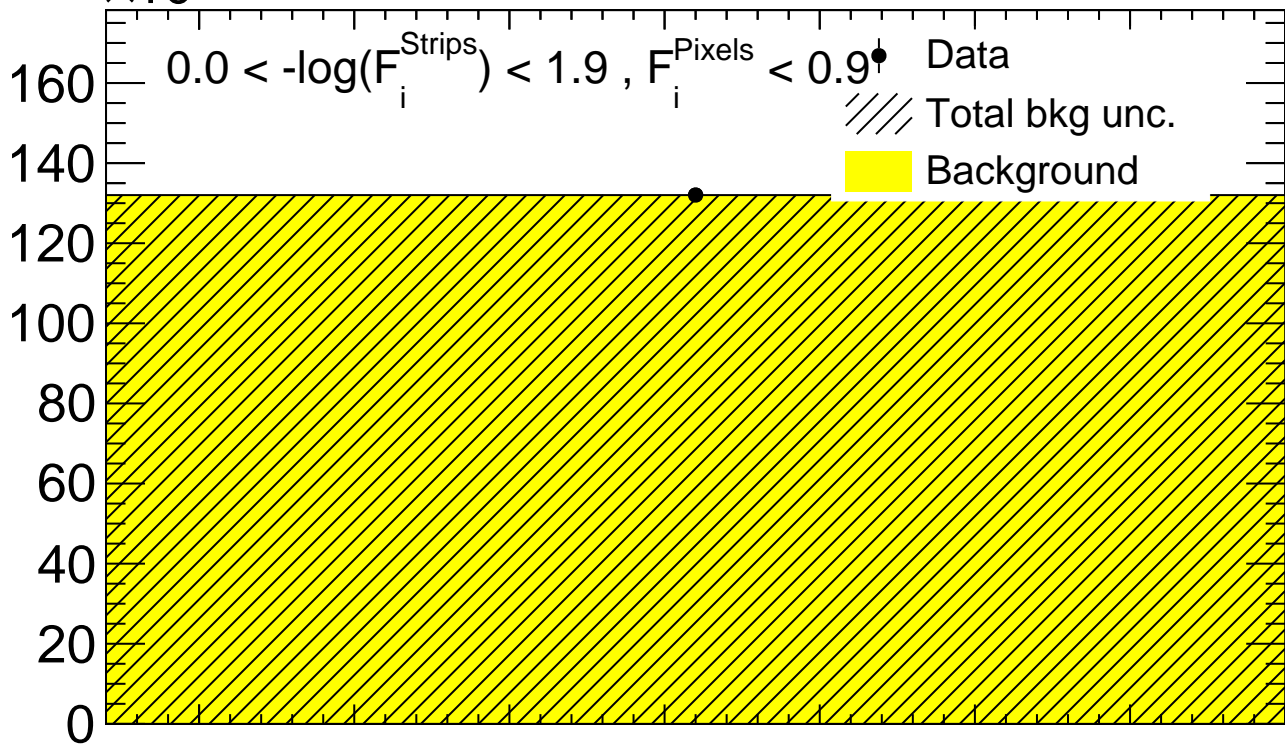 0.0 < -log(F_i^Strips) < 1.9 , F_i^Pixels < 0.9
Data
Total bkg unc.
Background
160
140
120
100
80
60
40
20
0